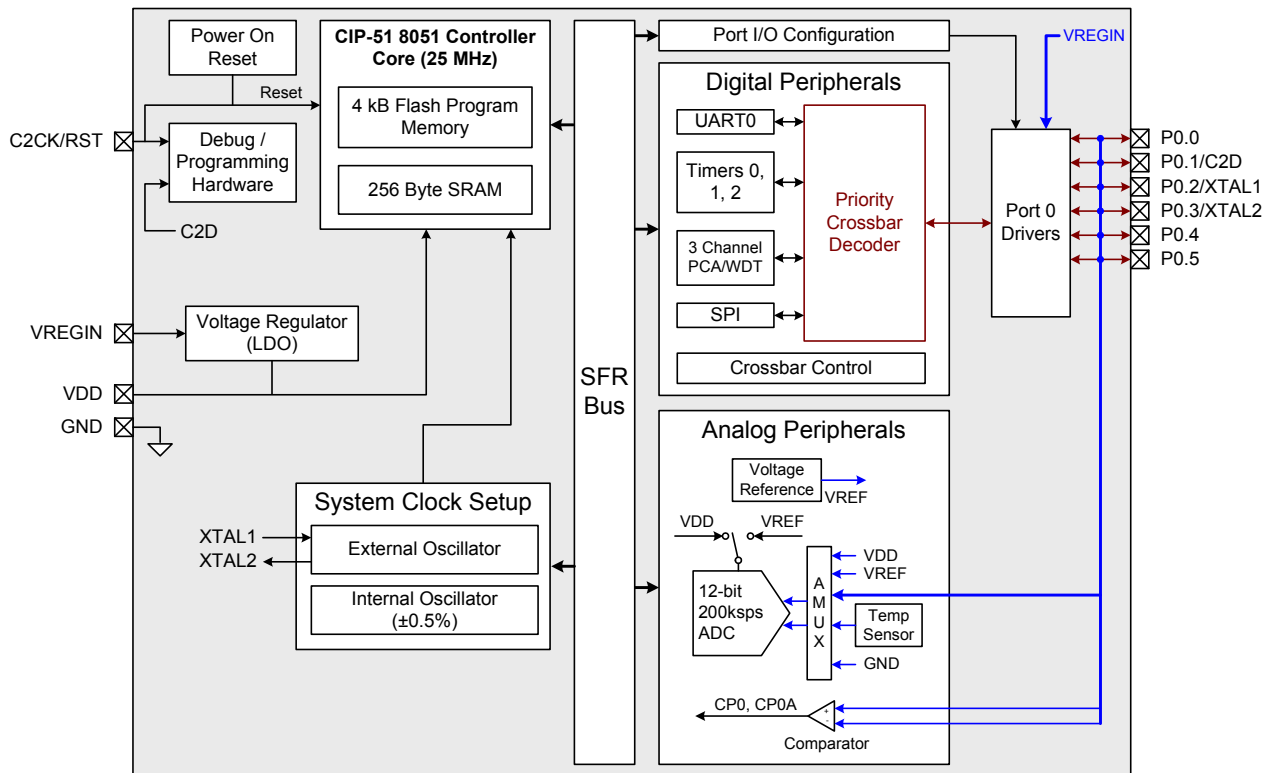 Power On
Reset
CIP-51 8051 Controller
Core (25 MHz)
4 kB Flash Program
Memory
256 Byte SRAM
Reset
C2CK/RST
Debug /
Programming
Hardware
C2D
VREGIN
Voltage Regulator
(LDO)
VDD
GND
System Clock Setup
XTAL1
XTAL2
External Oscillator
Internal Oscillator
(±0.5%)
SFR
Bus
Port I/O Configuration
Digital Peripherals
UART0
Timers 0,
1, 2
3 Channel
PCA/WDT
SPI
Priority
Crossbar
Decoder
Crossbar Control
VREGIN
Port 0
Drivers
P0.0
P0.1/C2D
P0.2/XTAL1
P0.3/XTAL2
P0.4
P0.5
Analog Peripherals
Voltage
Reference
VREF
VDD
VREF
12-bit
200ksps
ADC
A
M
U
X
VDD
VREF
Temp
Sensor
GND
CP0, CP0A
+
-
Comparator